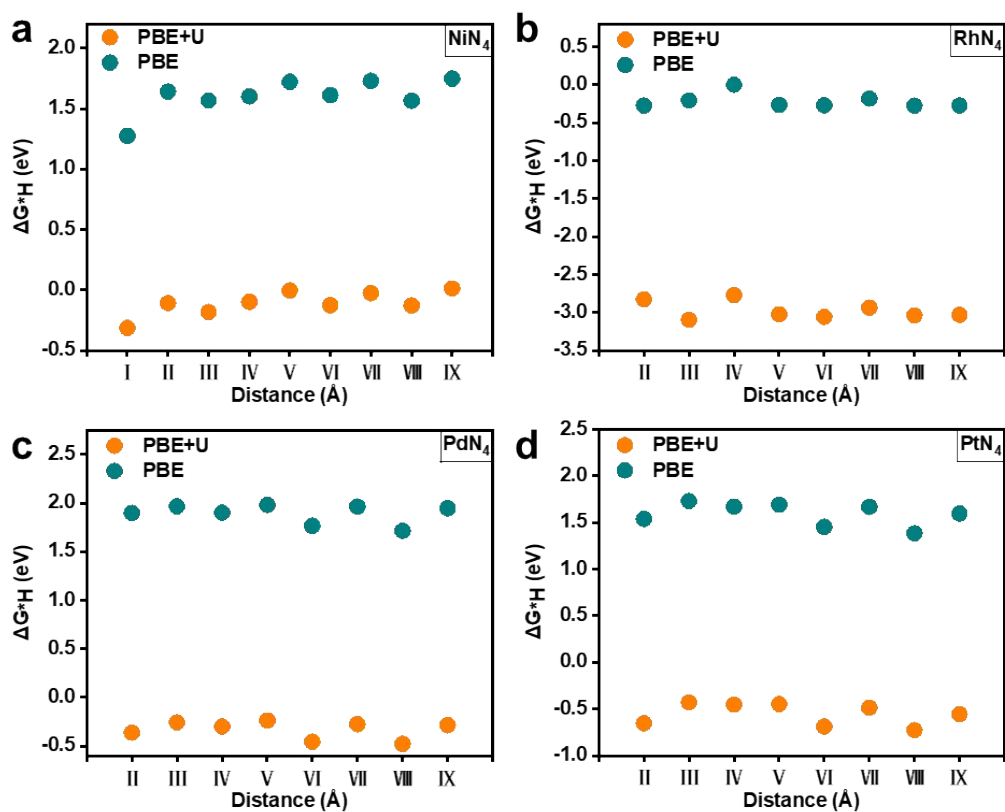 a
PBE+U
PBE
NiN₄
2.0
1.5
1.0
0.5
0.0
-0.5
ΔG*H (eV)
I II III IV V VI VII VIII IX
Distance (Å)
b
PBE+U
PBE
RhN₄
0.5
0.0
-0.5
-1.0
-1.5
-2.0
-2.5
-3.0
-3.5
ΔG*H (eV)
II III IV V VI VII VIII IX
Distance (Å)
c
PBE+U
PBE
PdN₄
2.5
2.0
1.5
1.0
0.5
0.0
-0.5
ΔG*H (eV)
II III IV V VI VII VIII IX
Distance (Å)
d
PBE+U
PBE
PtN₄
2.5
2.0
1.5
1.0
0.5
0.0
-0.5
-1.0
ΔG*H (eV)
II III IV V VI VII VIII IX
Distance (Å)